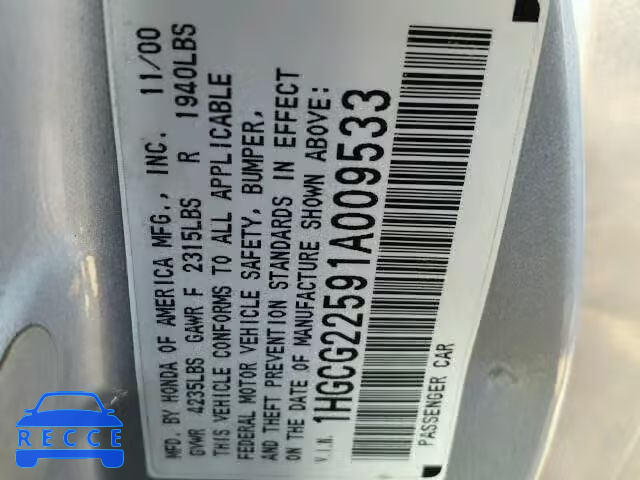 MFD. BY HONDA OF AMERICA MFG., INC. 11/00
GVWR 4235LBS GAWR F 2315LBS R 1940LBS
THIS VEHICLE CONFORMS TO ALL APPLICABLE
FEDERAL MOTOR VEHICLE SAFETY, BUMPER,
AND THEFT PREVENTION STANDARDS IN EFFECT
ON THE DATE OF MANUFACTURE SHOWN ABOVE:
V.I.N. 1HGCG22591A009533
PASSENGER CAR
RECCE